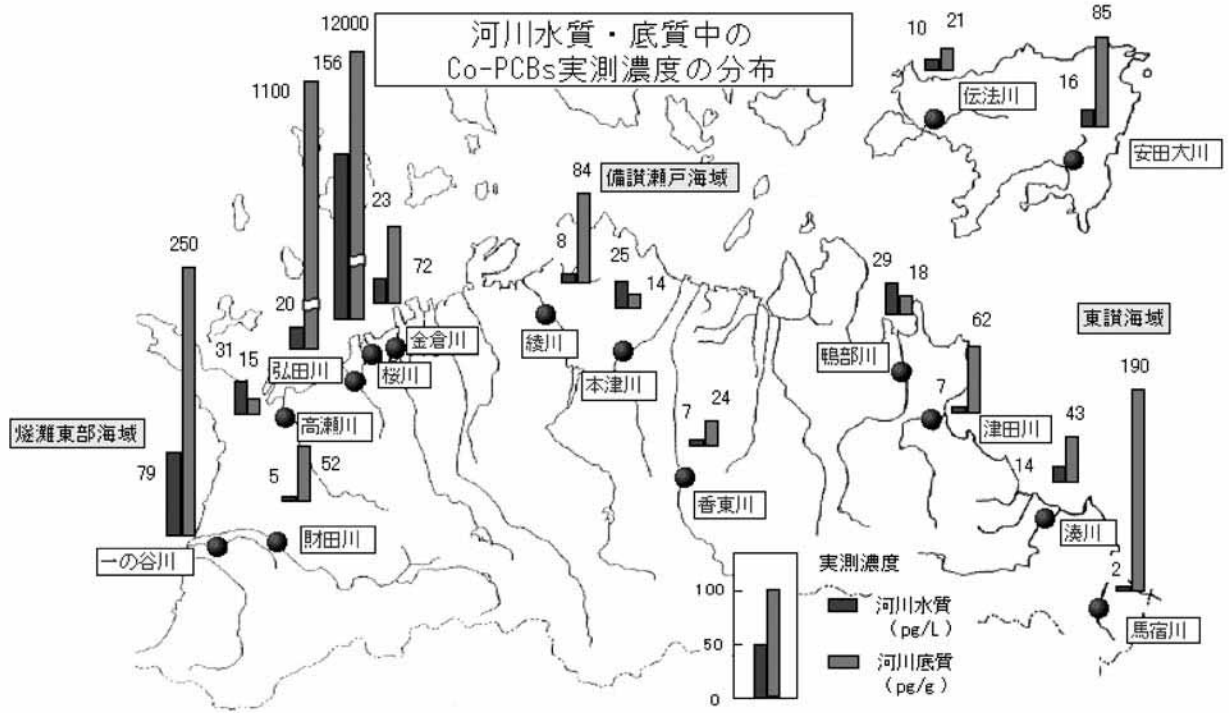 河川水質・底質中の
Co-PCBs実測濃度の分布
12000
156
1100
10
21
85
16
伝法川
安田大川
備讃瀬戸海域
84
23
250
8
25
72
14
29
18
東讃海域
20
62
金倉川
綾川
190
31
15
弘田川
桜川
本津川
鴨部川
7
24
7
43
高瀬川
津田川
燧灘東部海域
79
5
52
14
香東川
財田川
湊川
一の谷川
2
馬宿川
実測濃度
100
50
0
河川水質
(pg/L)
河川底質
(pg/g)